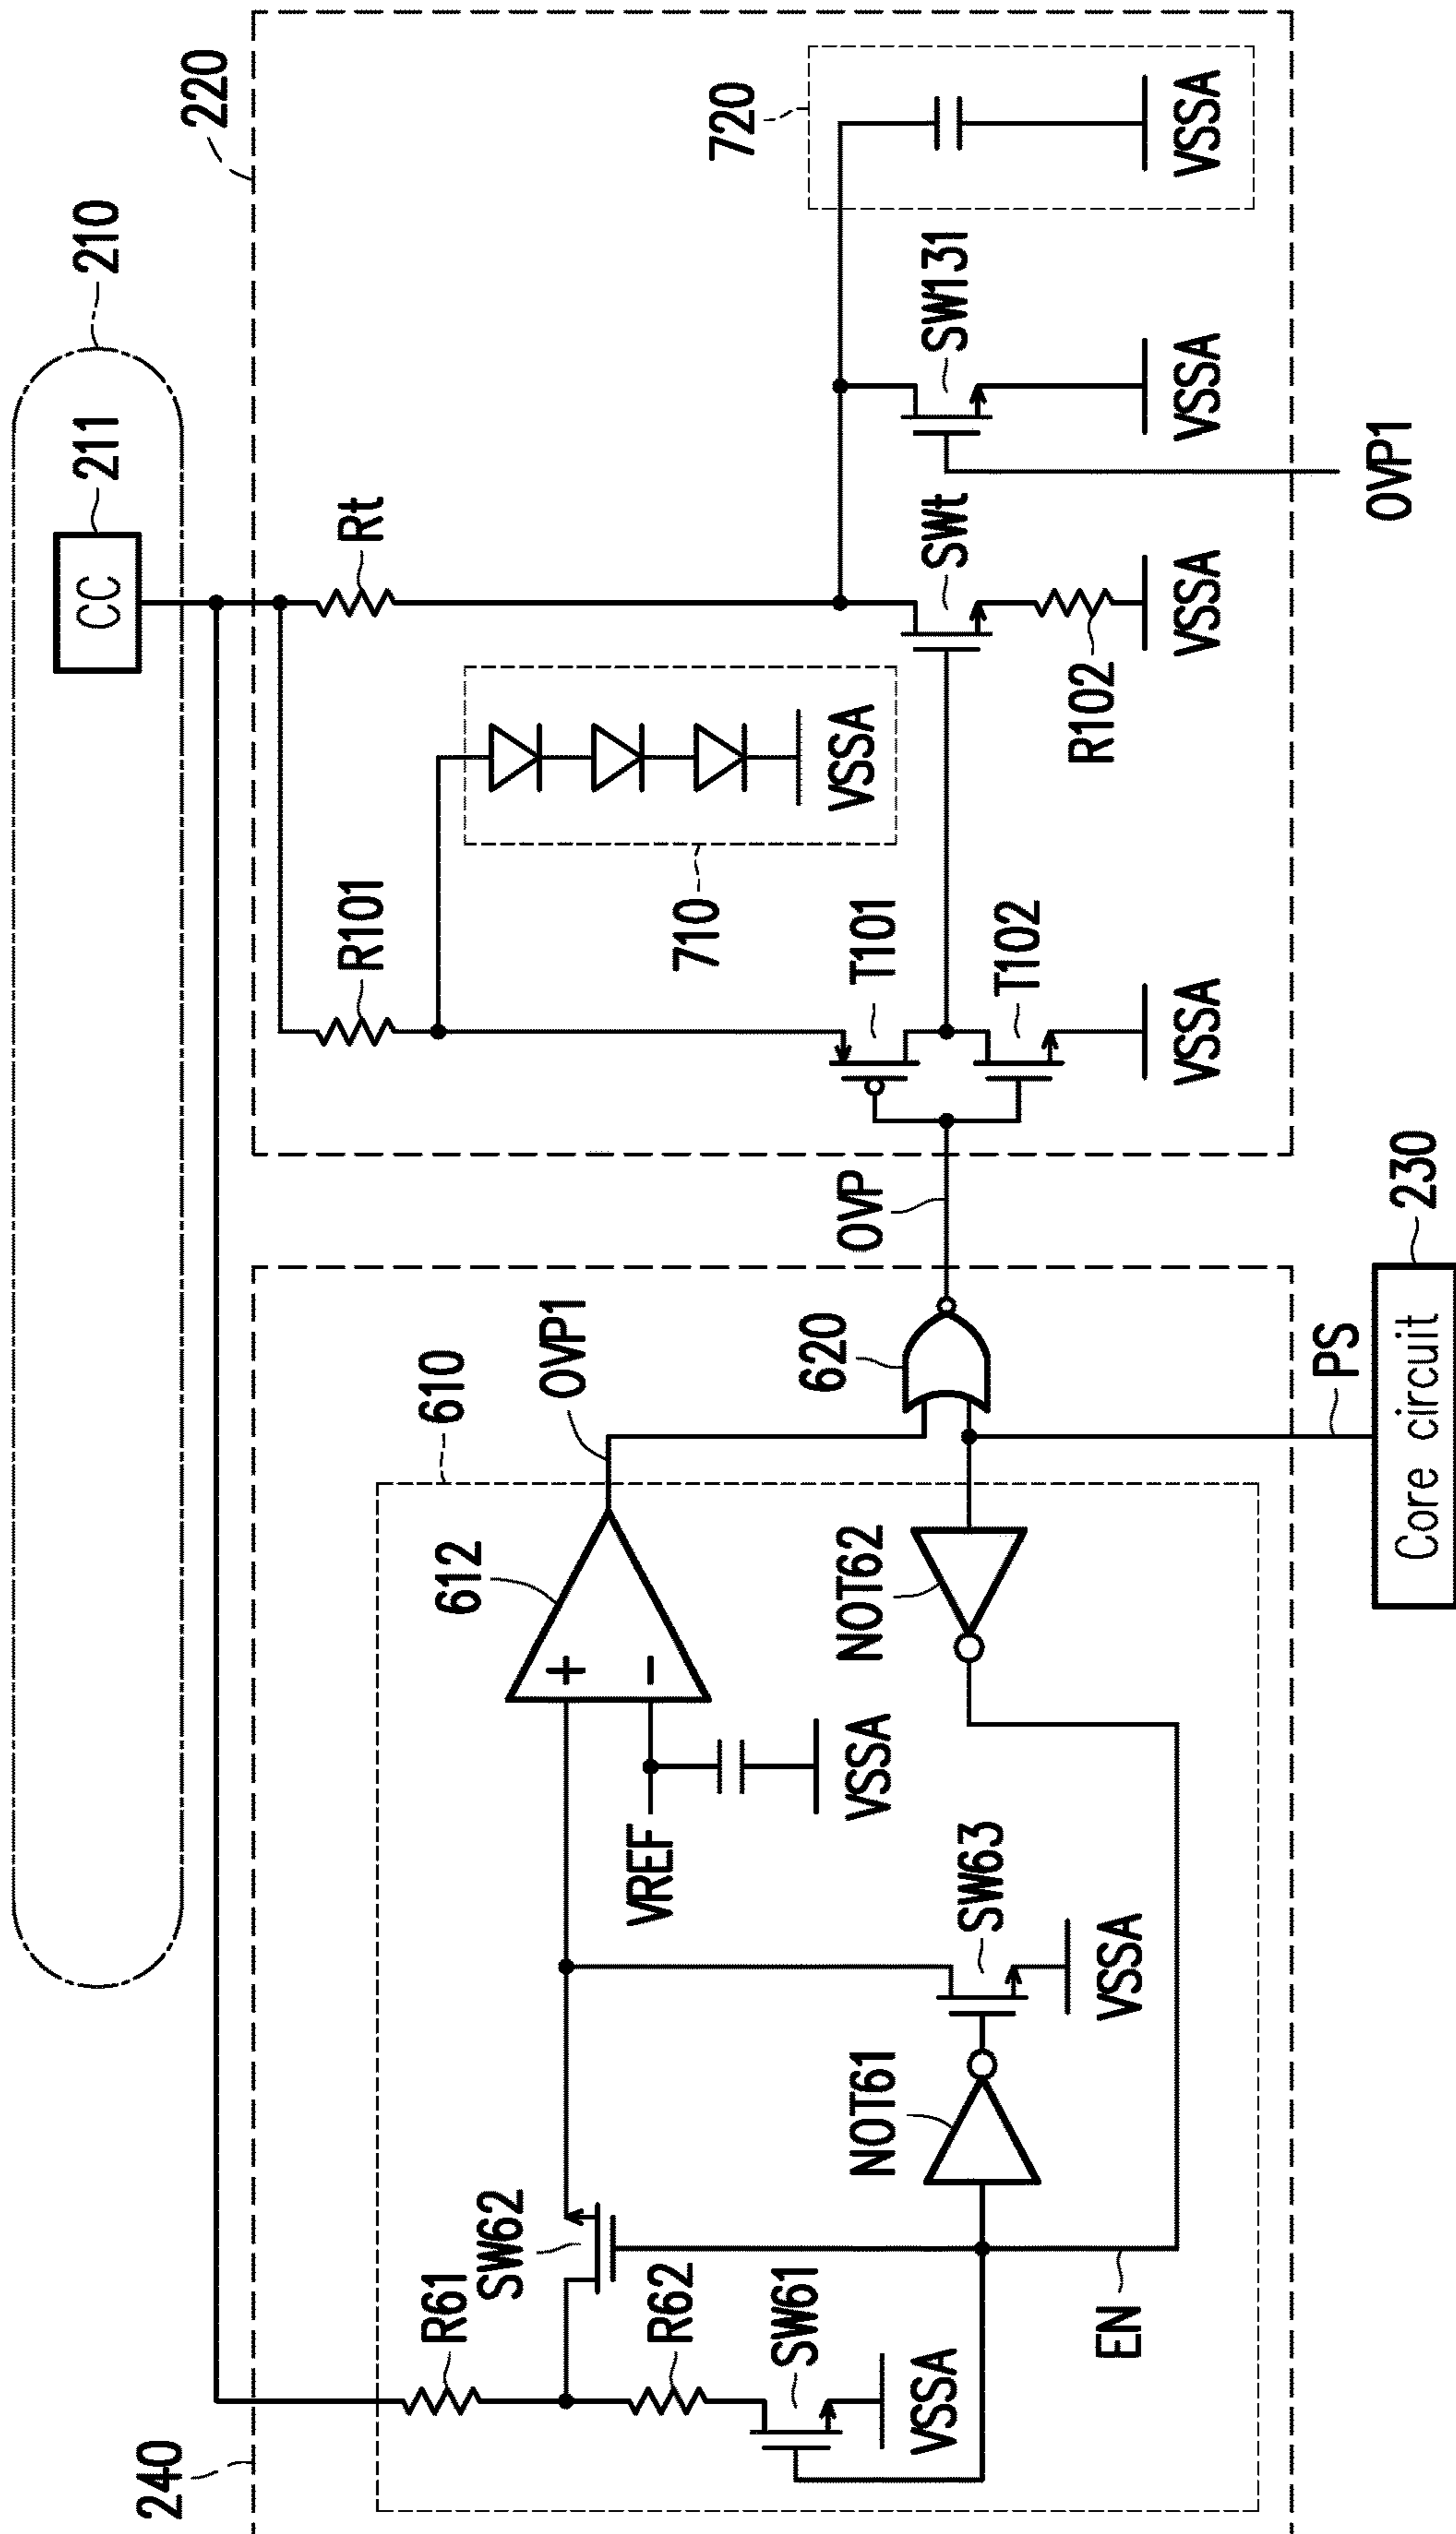 210
CC
211
220
240
R61
SW62
R62
SW61
VSSA
EN
NOT61
SW63
VSSA
VREF
VSSA
+
−
612
610
OVP1
NOT62
620
OVP
PS
Core circuit
230
R101
710
VSSA
T101
T102
VSSA
Rt
SWt
R102
VSSA
SW131
VSSA
OVP1
720
VSSA